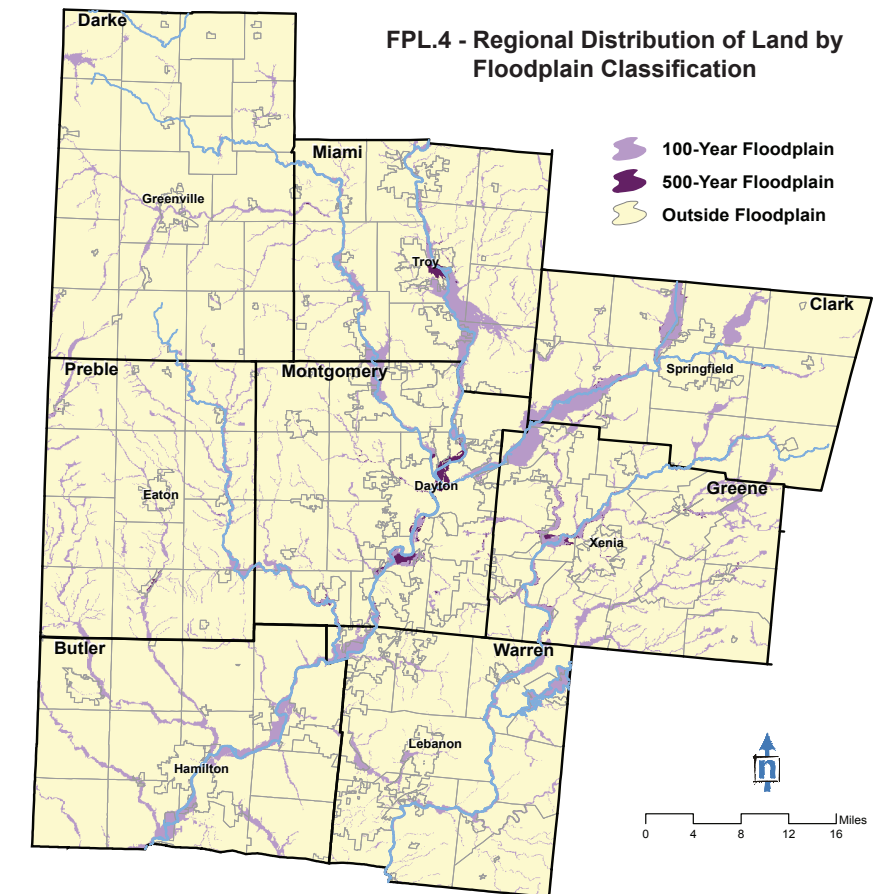 FPL.4 - Regional Distribution of Land by
Floodplain Classification
100-Year Floodplain
500-Year Floodplain
Outside Floodplain
Darke
Miami
Greenville
Troy
Clark
Springfield
Preble
Montgomery
Eaton
Dayton
Greene
Xenia
Butler
Warren
Lebanon
Hamilton
n
Miles
0 4 8 12 16